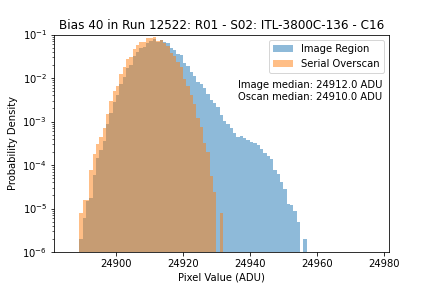 Bias 40 in Run 12522: R01 - S02: ITL-3800C-136 - C16
Image Region
Serial Overscan
Image median: 24912.0 ADU
Oscan median: 24910.0 ADU
Probability Density
10⁻¹
10⁻²
10⁻³
10⁻⁴
10⁻⁵
10⁻⁶
24900 24920 24940 24960 24980
Pixel Value (ADU)